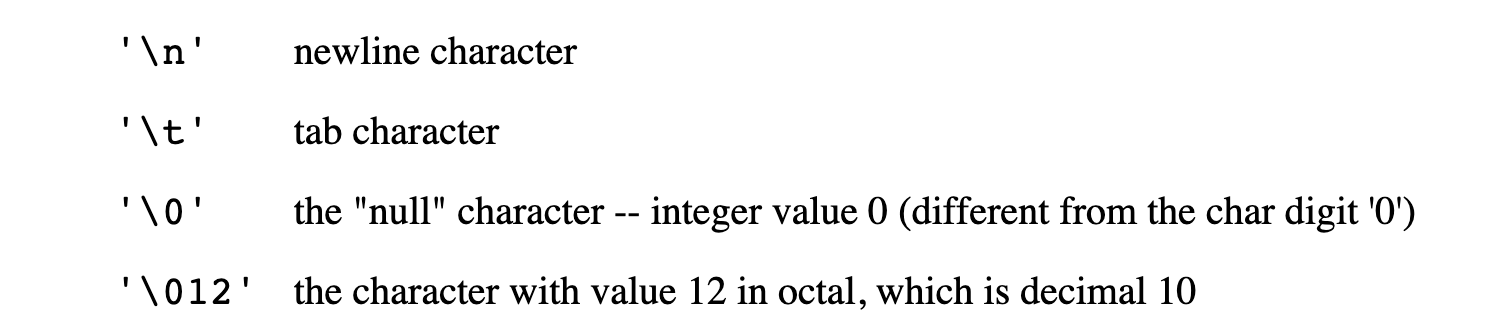 '\n' newline character
'\t' tab character
'\0' the "null" character -- integer value 0 (different from the char digit '0')
'\012' the character with value 12 in octal, which is decimal 10